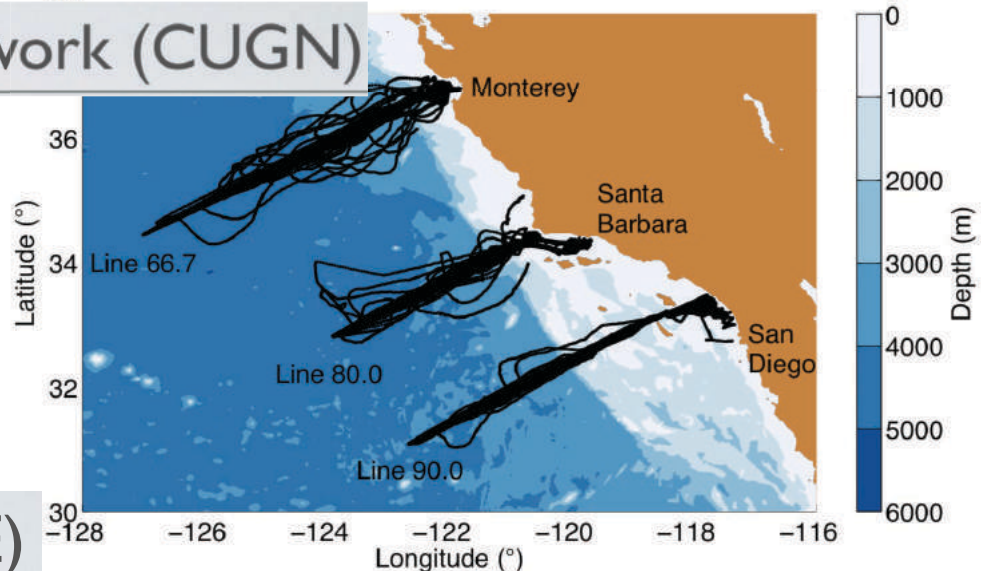 work (CUGN)
Monterey
Santa
Barbara
San
Diego
Line 66.7
Line 80.0
Line 90.0
36
34
32
30
Latitude (°)
−128
−126
−124
−122
−120
−118
−116
Longitude (°)
0
1000
2000
3000
4000
5000
6000
Depth (m)